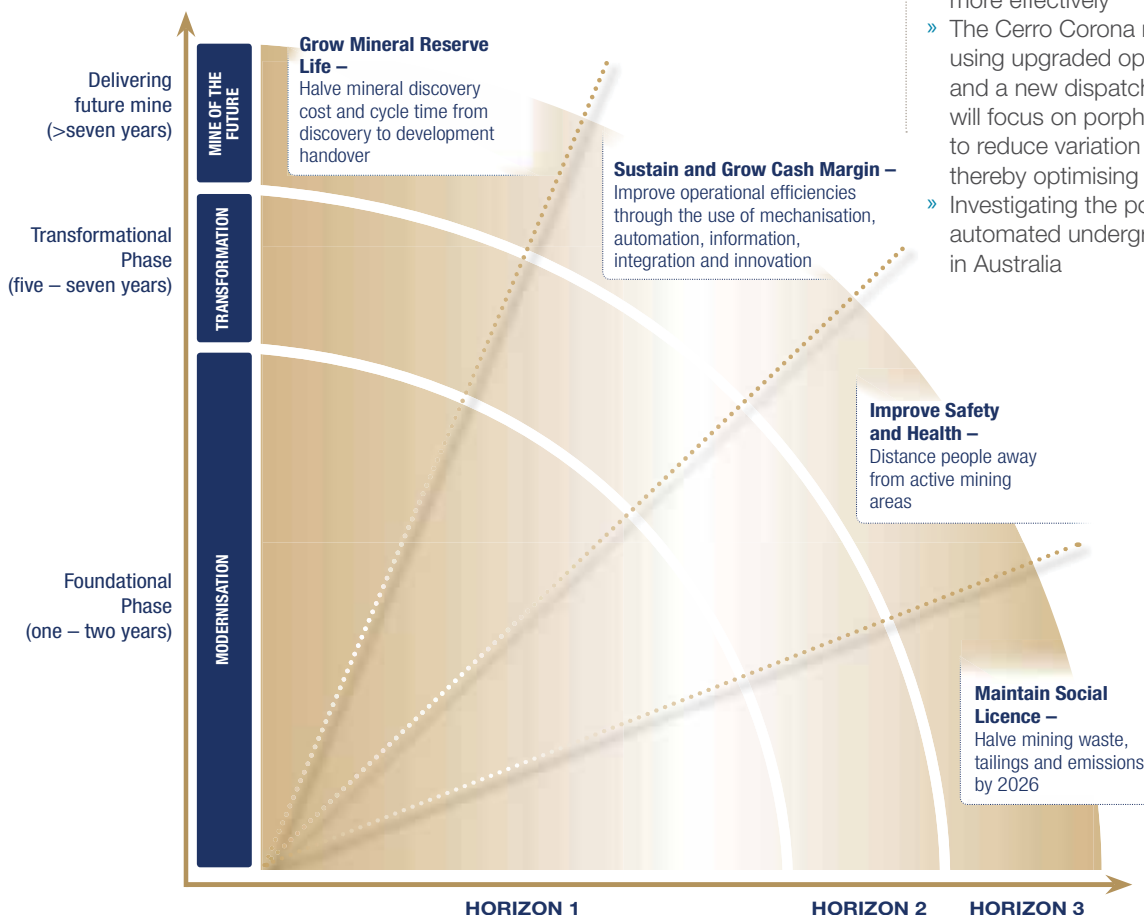 more effectively
» The Cerro Corona
using upgraded
and a new dispatch
will focus on
to reduce variation
thereby optimising
» Investigating the
automated
in Australia
Delivering
future mine
(>seven years)
Transformational
Phase
(five – seven years)
Foundational
Phase
(one – two years)
MINE OF THE
FUTURE
TRANSFORMATION
MODERNISATION
Grow Mineral Reserve
Life –
Halve mineral discovery
cost and cycle time from
discovery to development
handover
Sustain and Grow Cash Margin –
Improve operational efficiencies
through the use of mechanisation,
automation, information,
integration and innovation
Improve Safety
and Health –
Distance people away
from active mining
areas
Maintain Social
Licence –
Halve mining waste,
tailings and emissions
by 2026
HORIZON 1
HORIZON 2
HORIZON 3